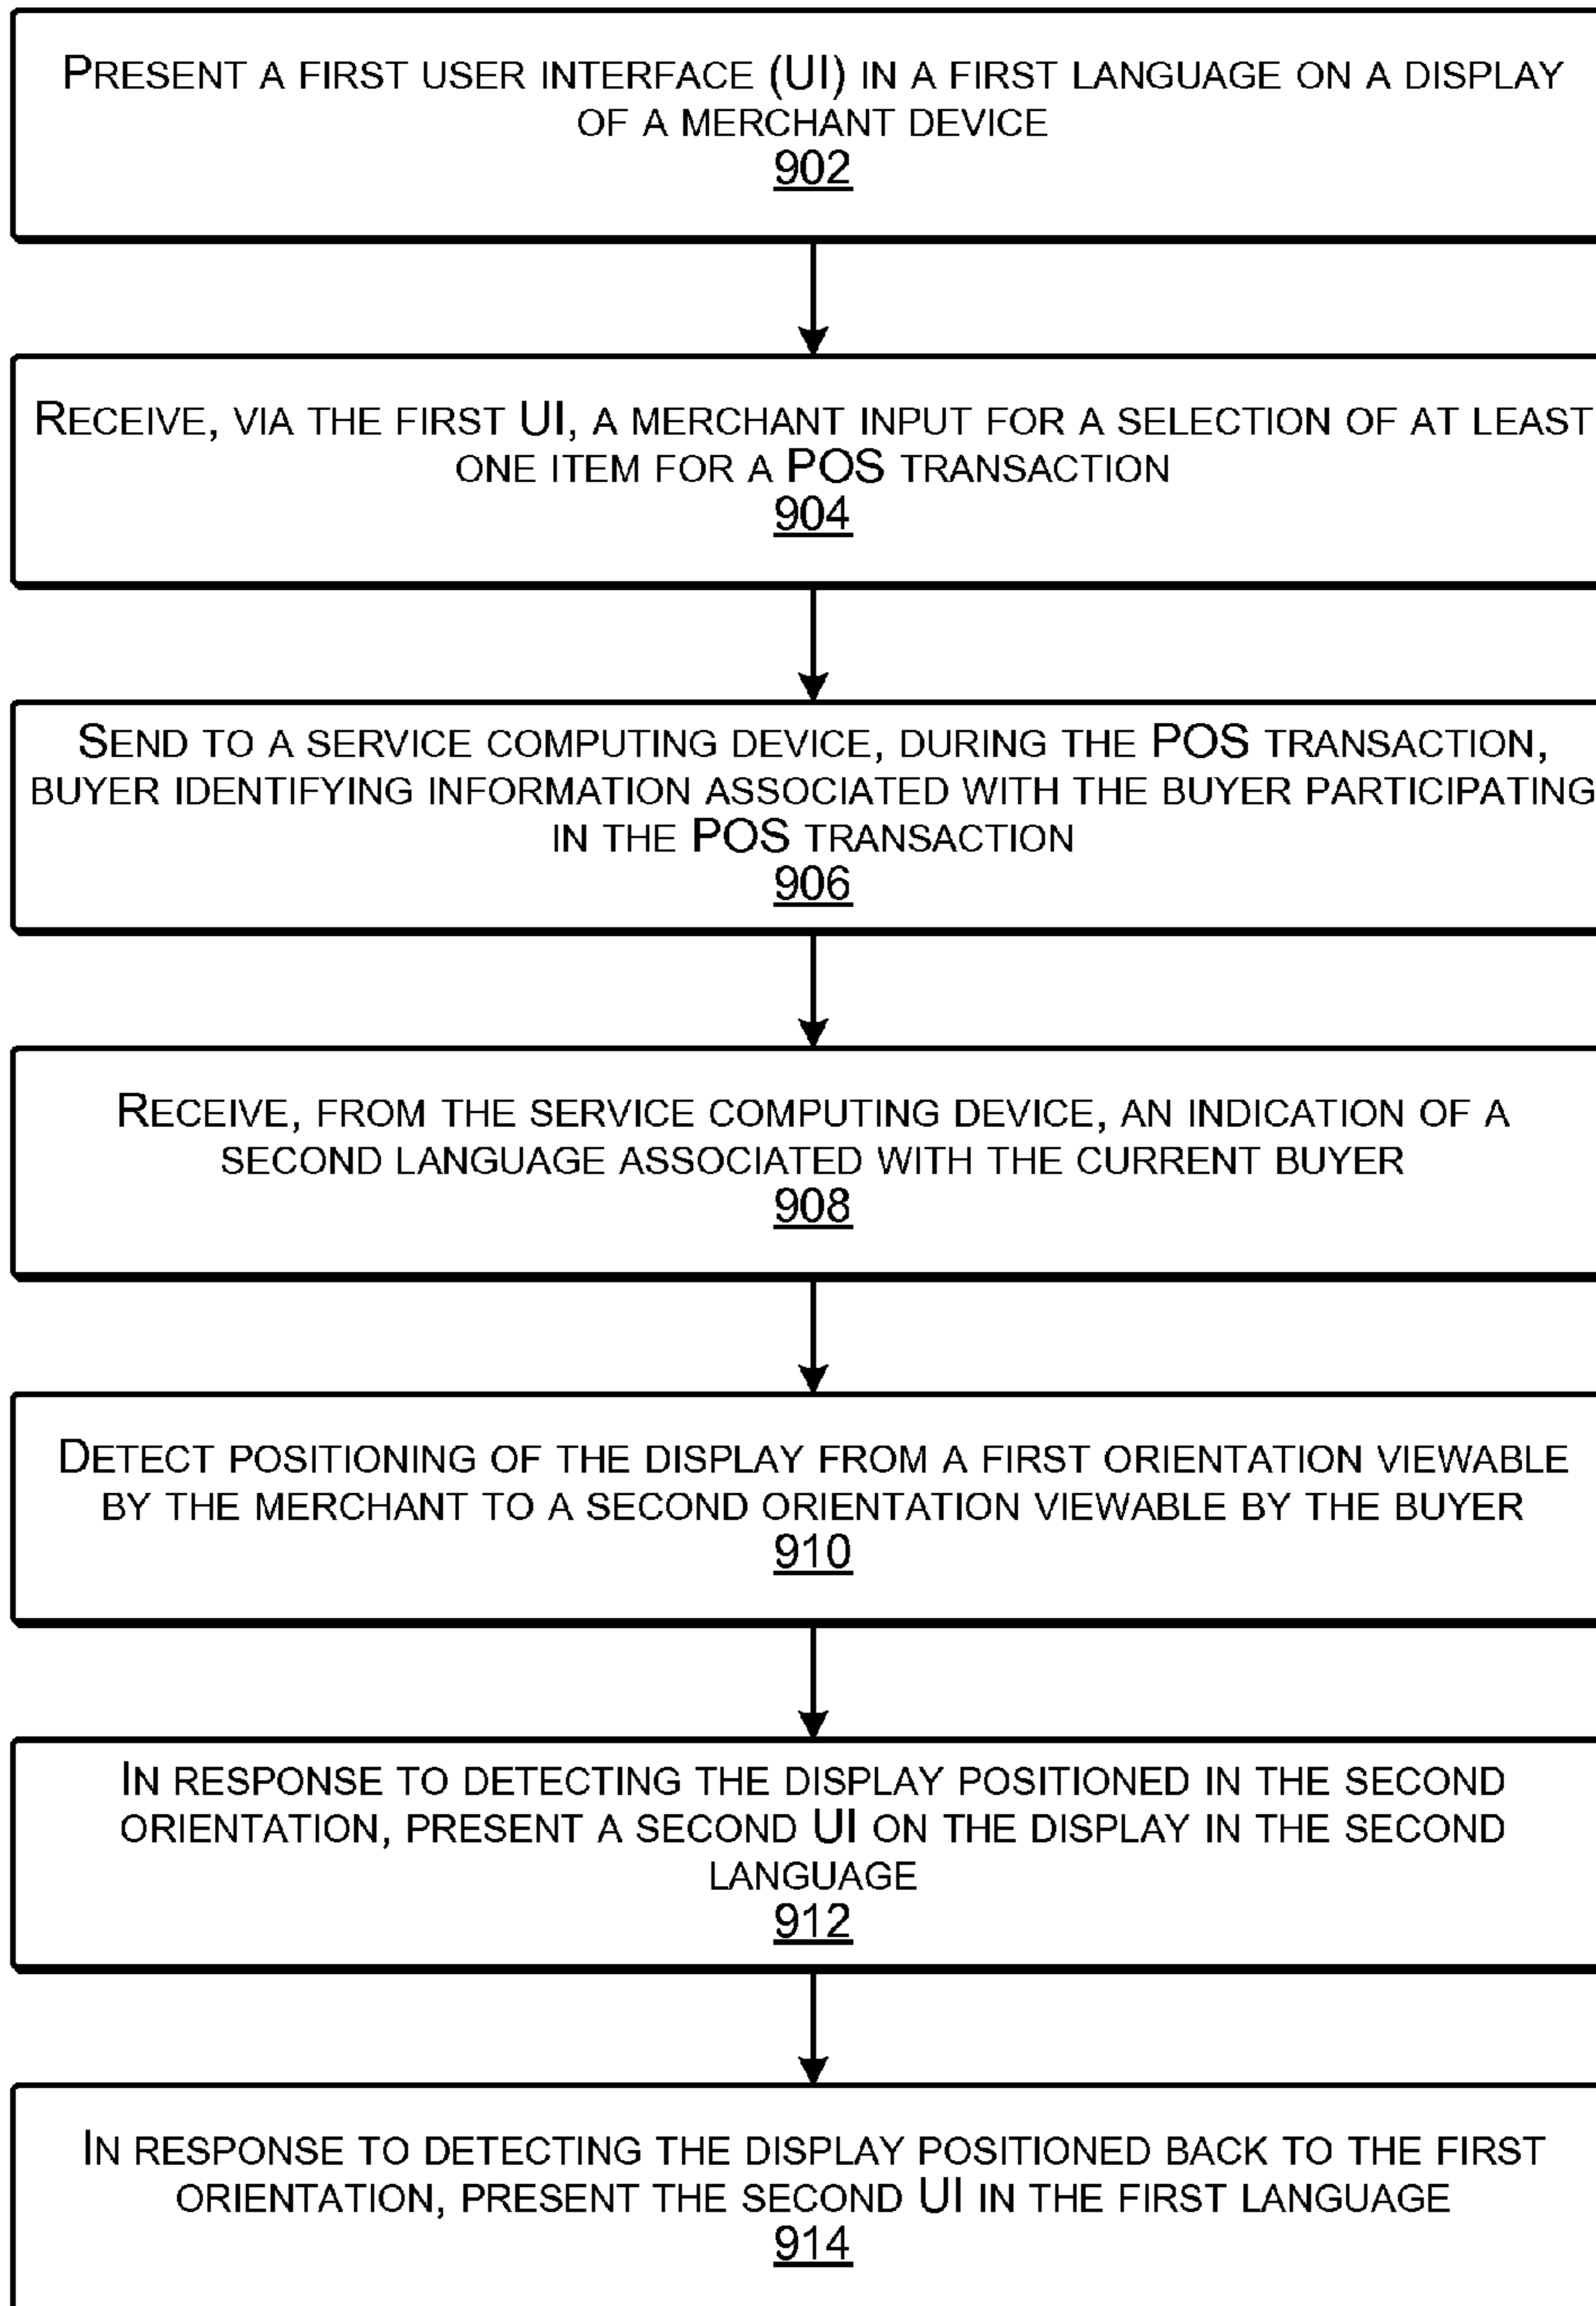 PRESENT A FIRST USER INTERFACE (UI) IN A FIRST LANGUAGE ON A DISPLAY
OF A MERCHANT DEVICE
902
RECEIVE, VIA THE FIRST UI, A MERCHANT INPUT FOR A SELECTION OF AT LEAST
ONE ITEM FOR A POS TRANSACTION
904
SEND TO A SERVICE COMPUTING DEVICE, DURING THE POS TRANSACTION,
BUYER IDENTIFYING INFORMATION ASSOCIATED WITH THE BUYER PARTICIPATING
IN THE POS TRANSACTION
906
RECEIVE, FROM THE SERVICE COMPUTING DEVICE, AN INDICATION OF A
SECOND LANGUAGE ASSOCIATED WITH THE CURRENT BUYER
908
DETECT POSITIONING OF THE DISPLAY FROM A FIRST ORIENTATION VIEWABLE
BY THE MERCHANT TO A SECOND ORIENTATION VIEWABLE BY THE BUYER
910
IN RESPONSE TO DETECTING THE DISPLAY POSITIONED IN THE SECOND
ORIENTATION, PRESENT A SECOND UI ON THE DISPLAY IN THE SECOND
LANGUAGE
912
IN RESPONSE TO DETECTING THE DISPLAY POSITIONED BACK TO THE FIRST
ORIENTATION, PRESENT THE SECOND UI IN THE FIRST LANGUAGE
914